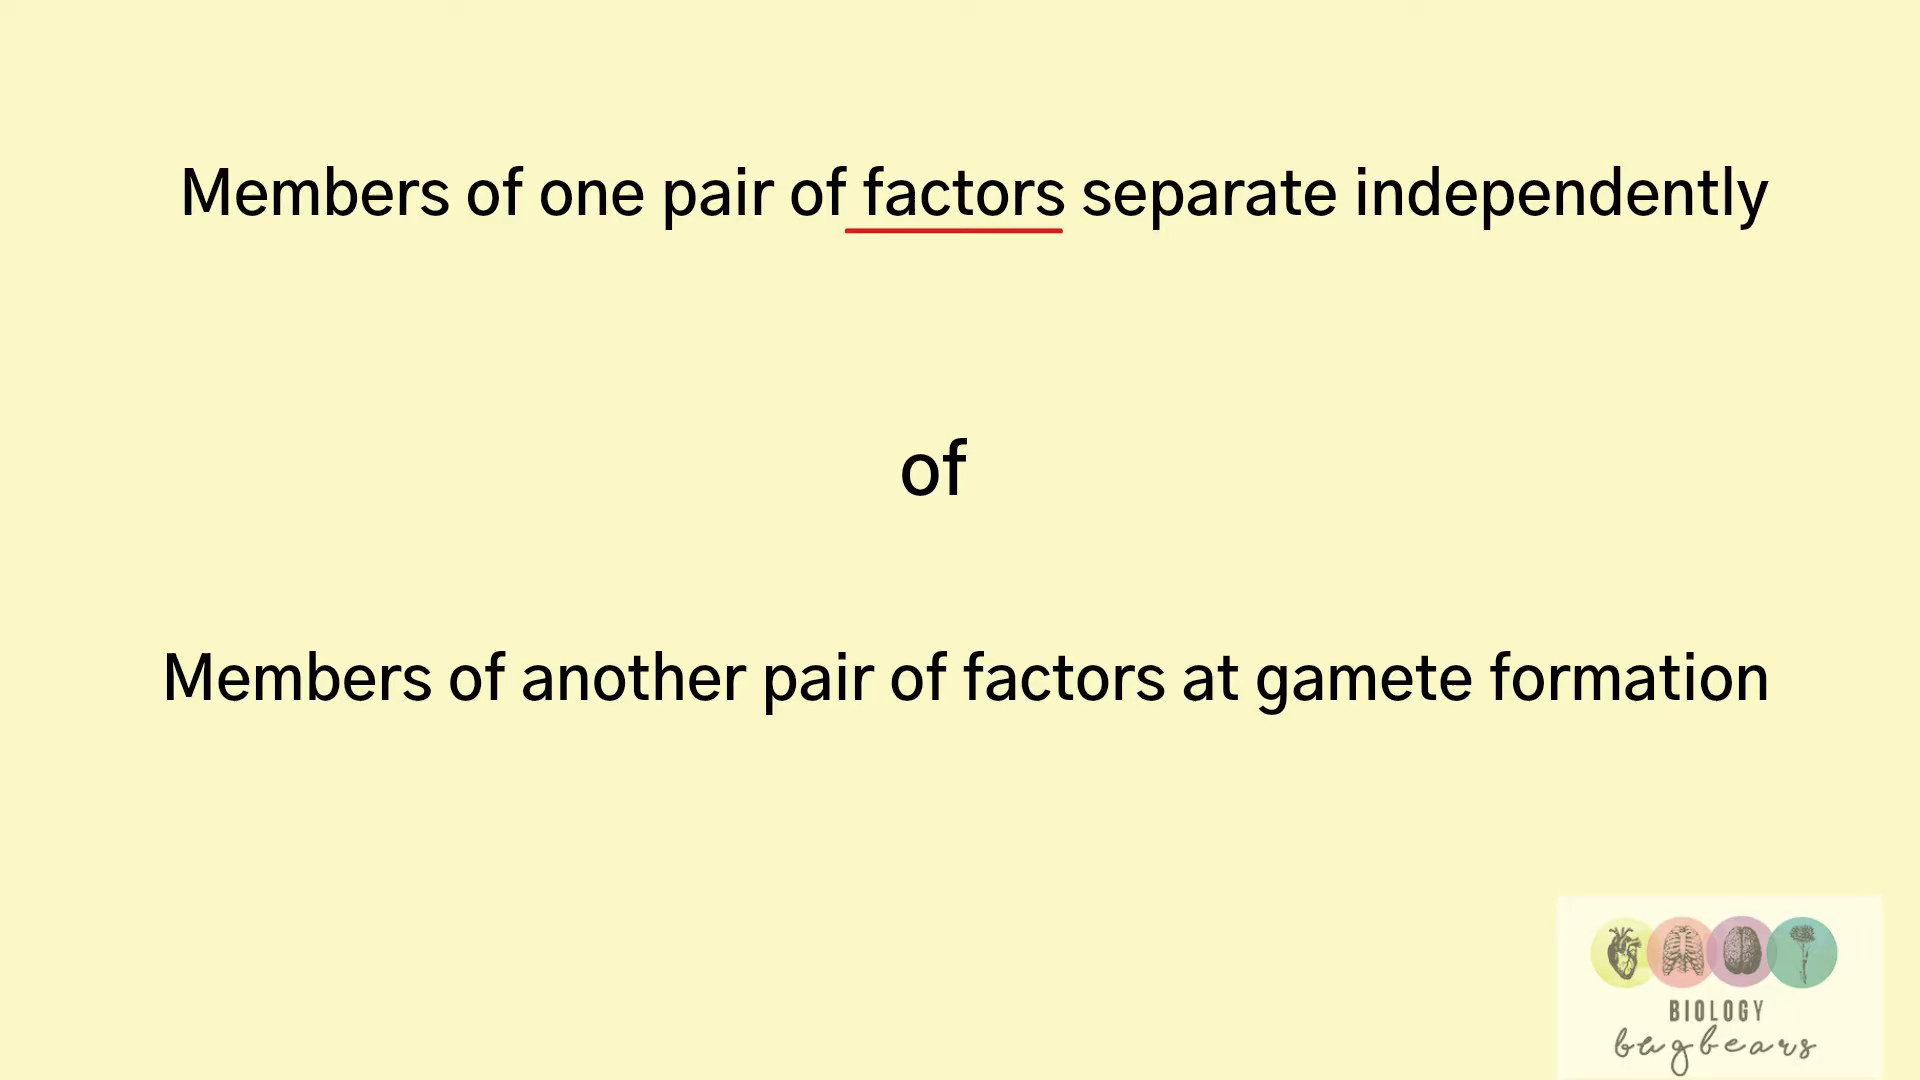 Members of one pair of factors separate independently
of
Members of another pair of factors at gamete formation
BIOLOGY
bugbears